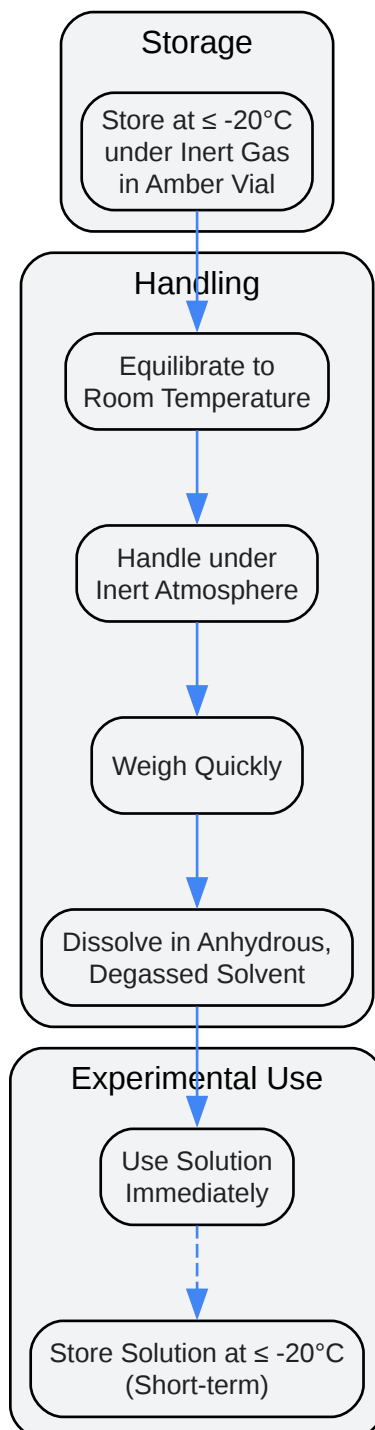 Storage
Store at ≤ -20°C
under Inert Gas
in Amber Vial
Handling
Equilibrate to
Room Temperature
Handle under
Inert Atmosphere
Weigh Quickly
Dissolve in Anhydrous,
Degassed Solvent
Experimental Use
Use Solution
Immediately
Store Solution at ≤ -20°C
(Short-term)